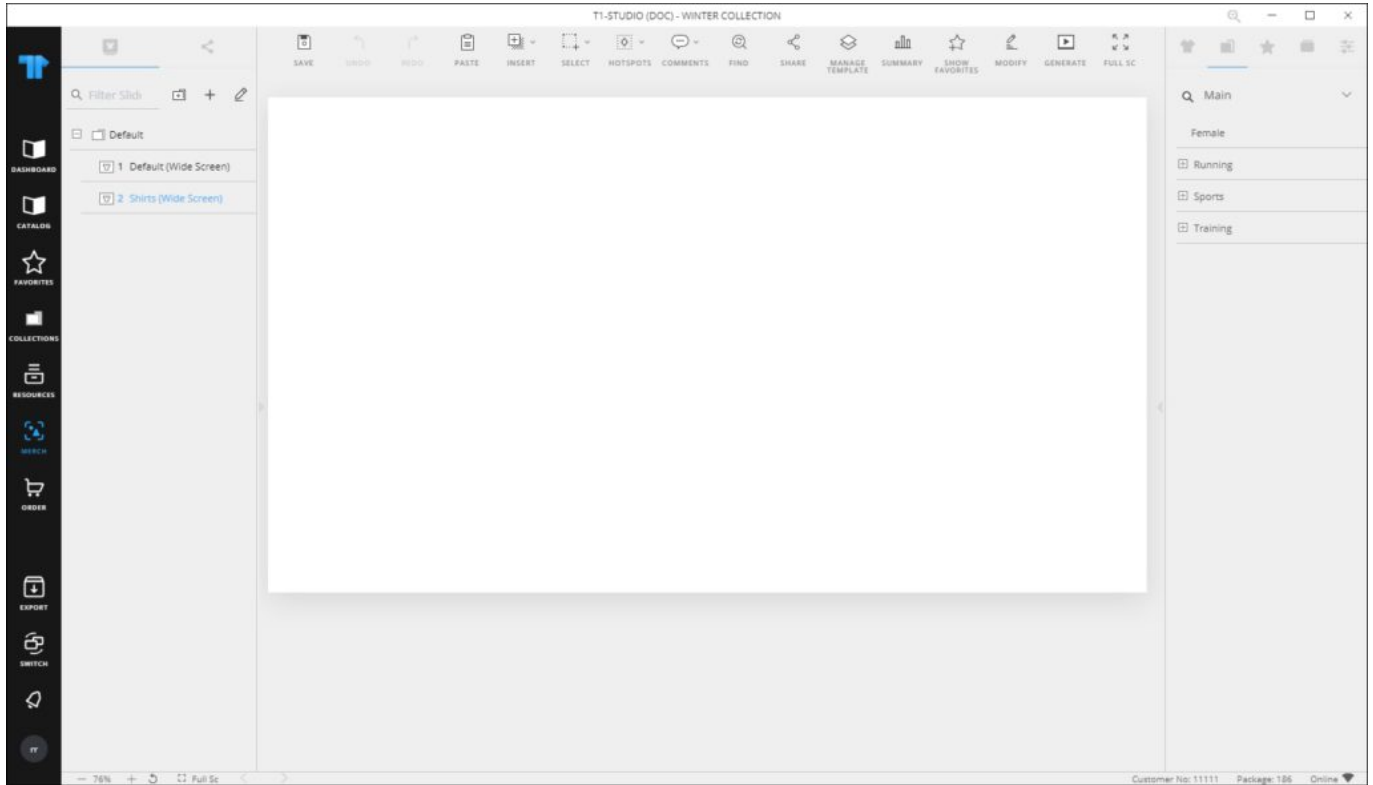 T1-STUDIO (DOC) - WINTER COLLECTION
SAVE
UNDO
REDO
PASTE
INSERT
SELECT
HOTSPOTS
COMMENTS
FIND
SHARE
MANAGE
TEMPLATE
SUMMARY
SHOW
FAVORITES
MODIFY
GENERATE
FULL SC
DASHBOARD
CATALOG
FAVORITES
COLLECTIONS
RESOURCES
MERCH
ORDER
EXPORT
SWITCH
Filter Slid
Default
1 Default (Wide Screen)
2 Shirts (Wide Screen)
Main
Female
Running
Sports
Training
76%
Full Sc
Customer No: 11111
Package: 186
Online